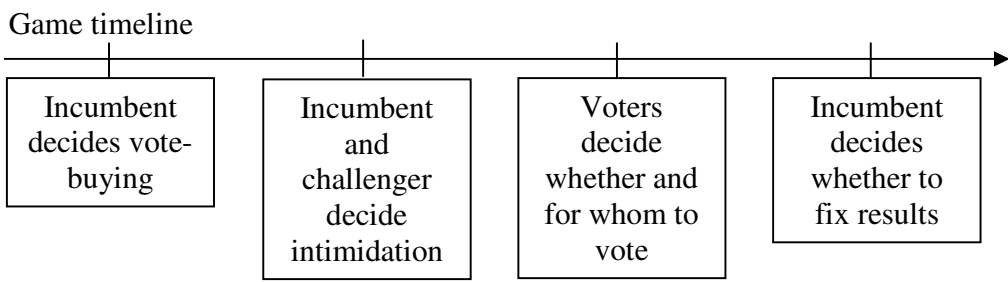 Game timeline
Incumbent
decides vote-
buying
Incumbent
and
challenger
decide
intimidation
Voters
decide
whether and
for whom to
vote
Incumbent
decides
whether to
fix results